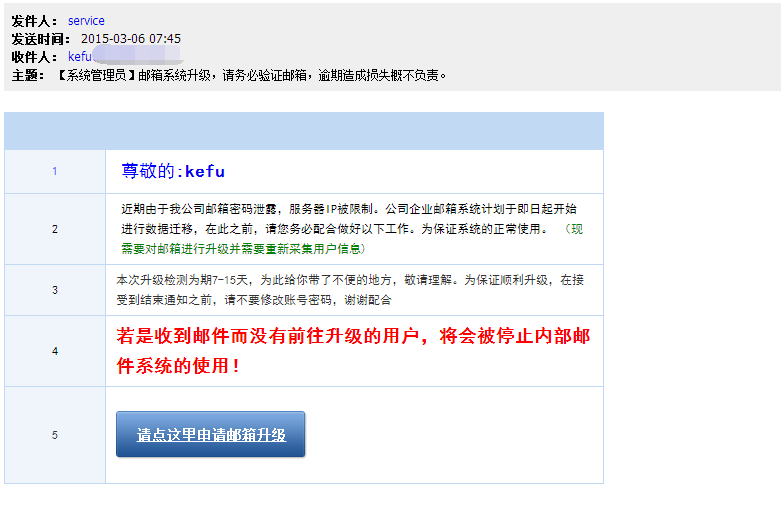 发件人: service
发送时间: 2015-03-06 07:45
收件人: kefu
主题: 【系统管理员】邮箱系统升级，请务必验证邮箱，逾期造成损失概不负责。
1
尊敬的:kefu
2
近期由于我公司邮箱密码泄露，服务器IP被限制。公司企业邮箱系统计划于即日起开始
进行数据迁移，在此之前，请您务必配合做好以下工作。为保证系统的正常使用。 （现
需要对邮箱进行升级并需要重新采集用户信息)
3
本次升级检测为期7-15天，为此给你带了不便的地方，敬请理解。为保证顺利升级，在接
受到结束通知之前，请不要修改账号密码，谢谢配合
4
若是收到邮件而没有前往升级的用户，将会被停止内部邮
件系统的使用！
5
请点这里申请邮箱升级